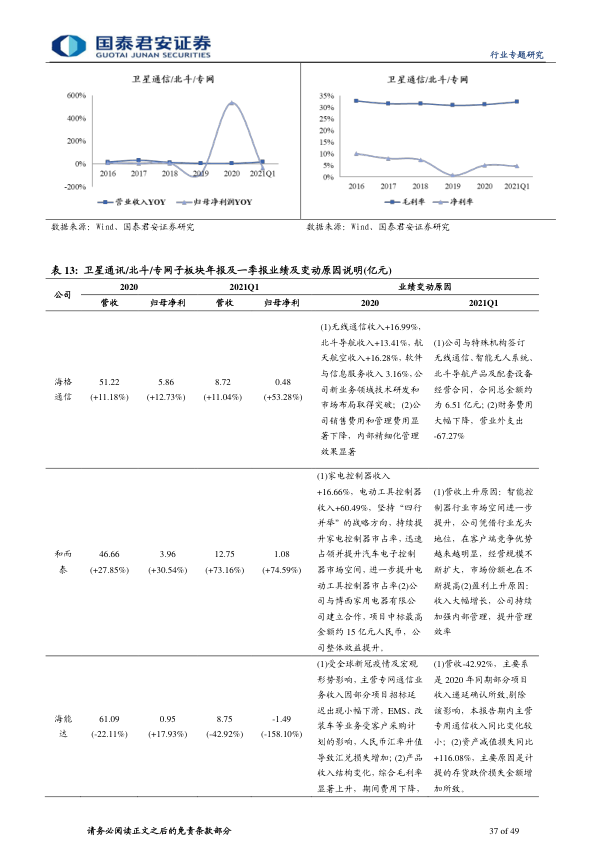 国泰君安证券
GUOTAI JUNAN SECURITIES
行业专题研究
卫星通信/北斗/专网
600%
400%
200%
0%
-200%
2016 2017 2018 2019 2020 2021Q1
营业收入YOY 归母净利润YOY
卫星通信/北斗/专网
35%
30%
25%
20%
15%
10%
5%
0%
2016 2017 2018 2019 2020 2021Q1
毛利率 净利率
数据来源：Wind、国泰君安证券研究
数据来源：Wind、国泰君安证券研究
表 13: 卫星通讯/北斗/专网子板块年报及一季报业绩及变动原因说明(亿元)
公司 2020 2021Q1 业绩变动原因
营收 归母净利 营收 归母净利 2020 2021Q1
海格
通信
51.22 5.86 8.72 0.48
(+11.18%) (+12.73%) (+11.04%) (+53.28%)
(1)无线通信收入+16.99%,
北斗导航收入+13.41%, 航
天航空收入+16.28%, 软件
与信息服务收入 3.16%, 公
司新业务领域技术研发和
市场布局取得突破; (2)公
司销售费用和管理费用显
著下降，内部精细化管理
效果显著
(1)公司与特殊机构签订
无线通信、智能无人系统、
北斗导航产品及配套设备
经营合同，合同总金额约
为 6.51 亿元; (2)财务费用
大幅下降，营业外支出
-67.27%
和而
泰
46.66 3.96 12.75 1.08
(+27.85%) (+30.54%) (+73.16%) (+74.59%)
(1)家电控制器收入
+16.66%, 电动工具控制器
收入+60.49%, 坚持“四行
并举”的战略方向，持续提
升家电控制器市占率，迅速
占领并提升汽车电子控制
器市场空间，进一步提升电
动工具控制器市占率(2)公
司与博西家用电器有限公
司建立合作，项目中标最高
金额约 15 亿元人民币，公
司整体效益提升。
(1)营收上升原因：智能控
制器行业市场空间进一步
提升，公司凭借行业龙头
地位，在客户端竞争优势
越来越明显，经营规模不
断扩大，市场份额也在不
断提高(2)盈利上升原因：
收入大幅增长，公司持续
加强内部管理，提升管理
效率
海能
达
61.09 0.95 8.75 -1.49
(-22.11%) (+17.93%) (-42.92%) (-158.10%)
(1)受全球新冠疫情及宏观
形势影响，主营专网通信业
务收入因部分项目招标延
迟出现小幅下滑，EMS、改
装车等业务受客户采购计
划的影响，人民币汇率升值
导致汇兑损失增加; (2)产品
收入结构变化，综合毛利率
显著上升，期间费用下降，
(1)营收-42.92%, 主要系
是 2020 年同期部分项目
收入递延确认所致,剔除
该影响，本报告期内主营
专用通信收入同比变化较
小; (2)资产减值损失同比
+116.08%, 主要原因是计
提的存货跌价损失金额增
加所致。
请务必阅读正文之后的免责条款部分
37 of 49